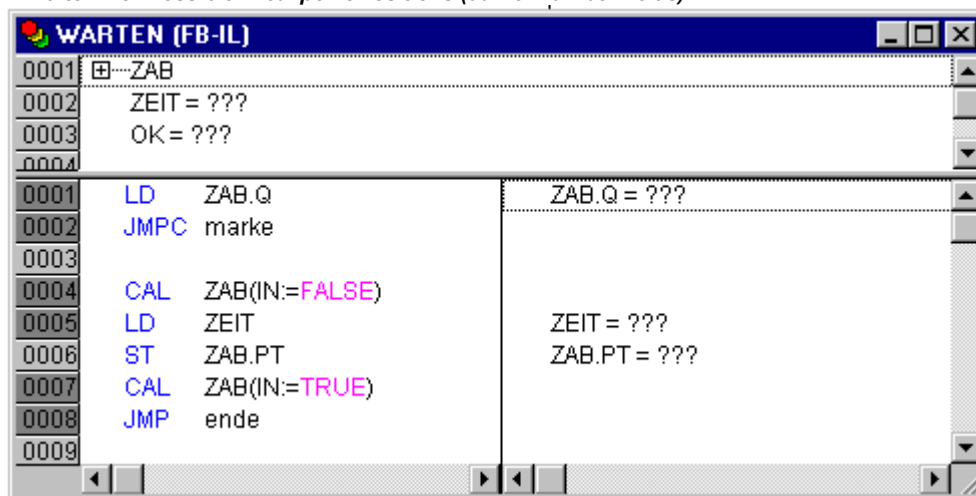 WARTEN (FB-IL)
0001 ZAB
0002 ZEIT = ???
0003 OK = ???
0004
0001 LD ZAB.Q ZAB.Q = ???
0002 JMPC marke
0003
0004 CAL ZAB(IN:=FALSE)
0005 LD ZEIT ZEIT = ???
0006 ST ZAB.PT ZAB.PT = ???
0007 CAL ZAB(IN:=TRUE)
0008 JMP ende
0009